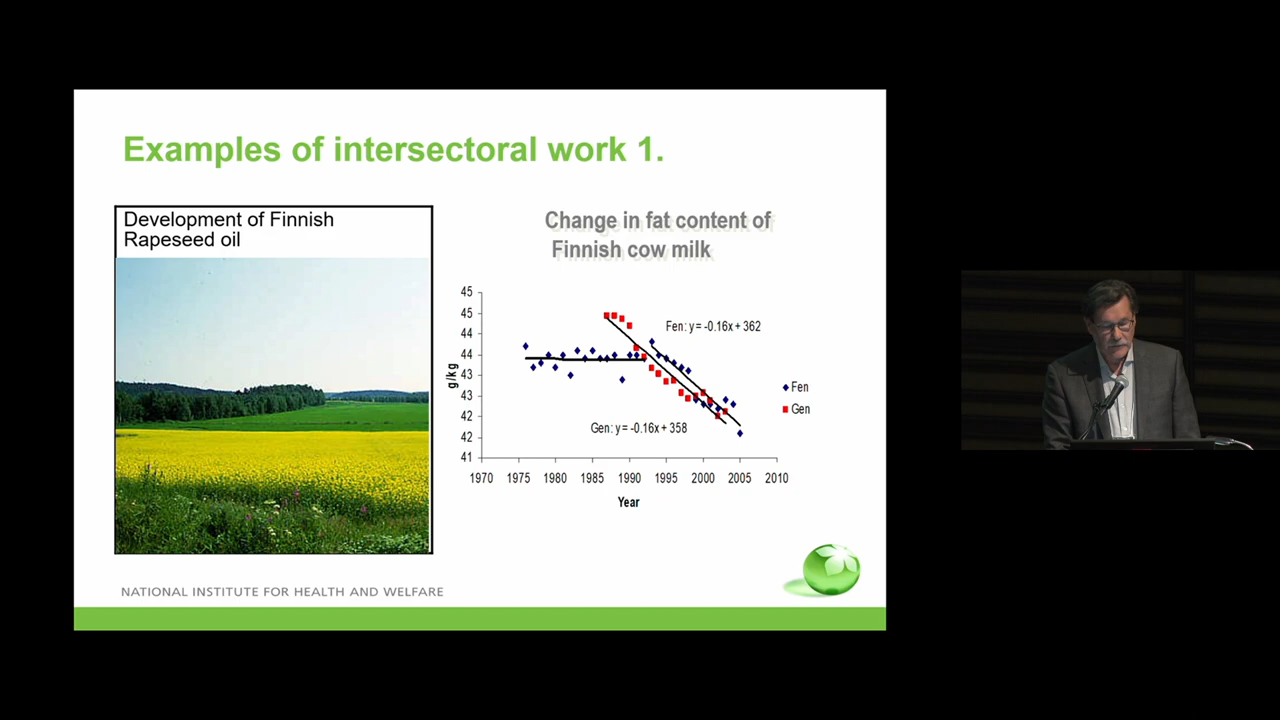 Examples of intersectoral work 1.
Development of Finnish
Rapeseed oil
Change in fat content of
Finnish cow milk
45
45
44
44
43
43
42
42
41
g/kg
Fen: y = -0.16x + 362
Gen: y = -0.16x + 358
Fen
Gen
1970 1975 1980 1985 1990 1995 2000 2005 2010
Year
NATIONAL INSTITUTE FOR HEALTH AND WELFARE